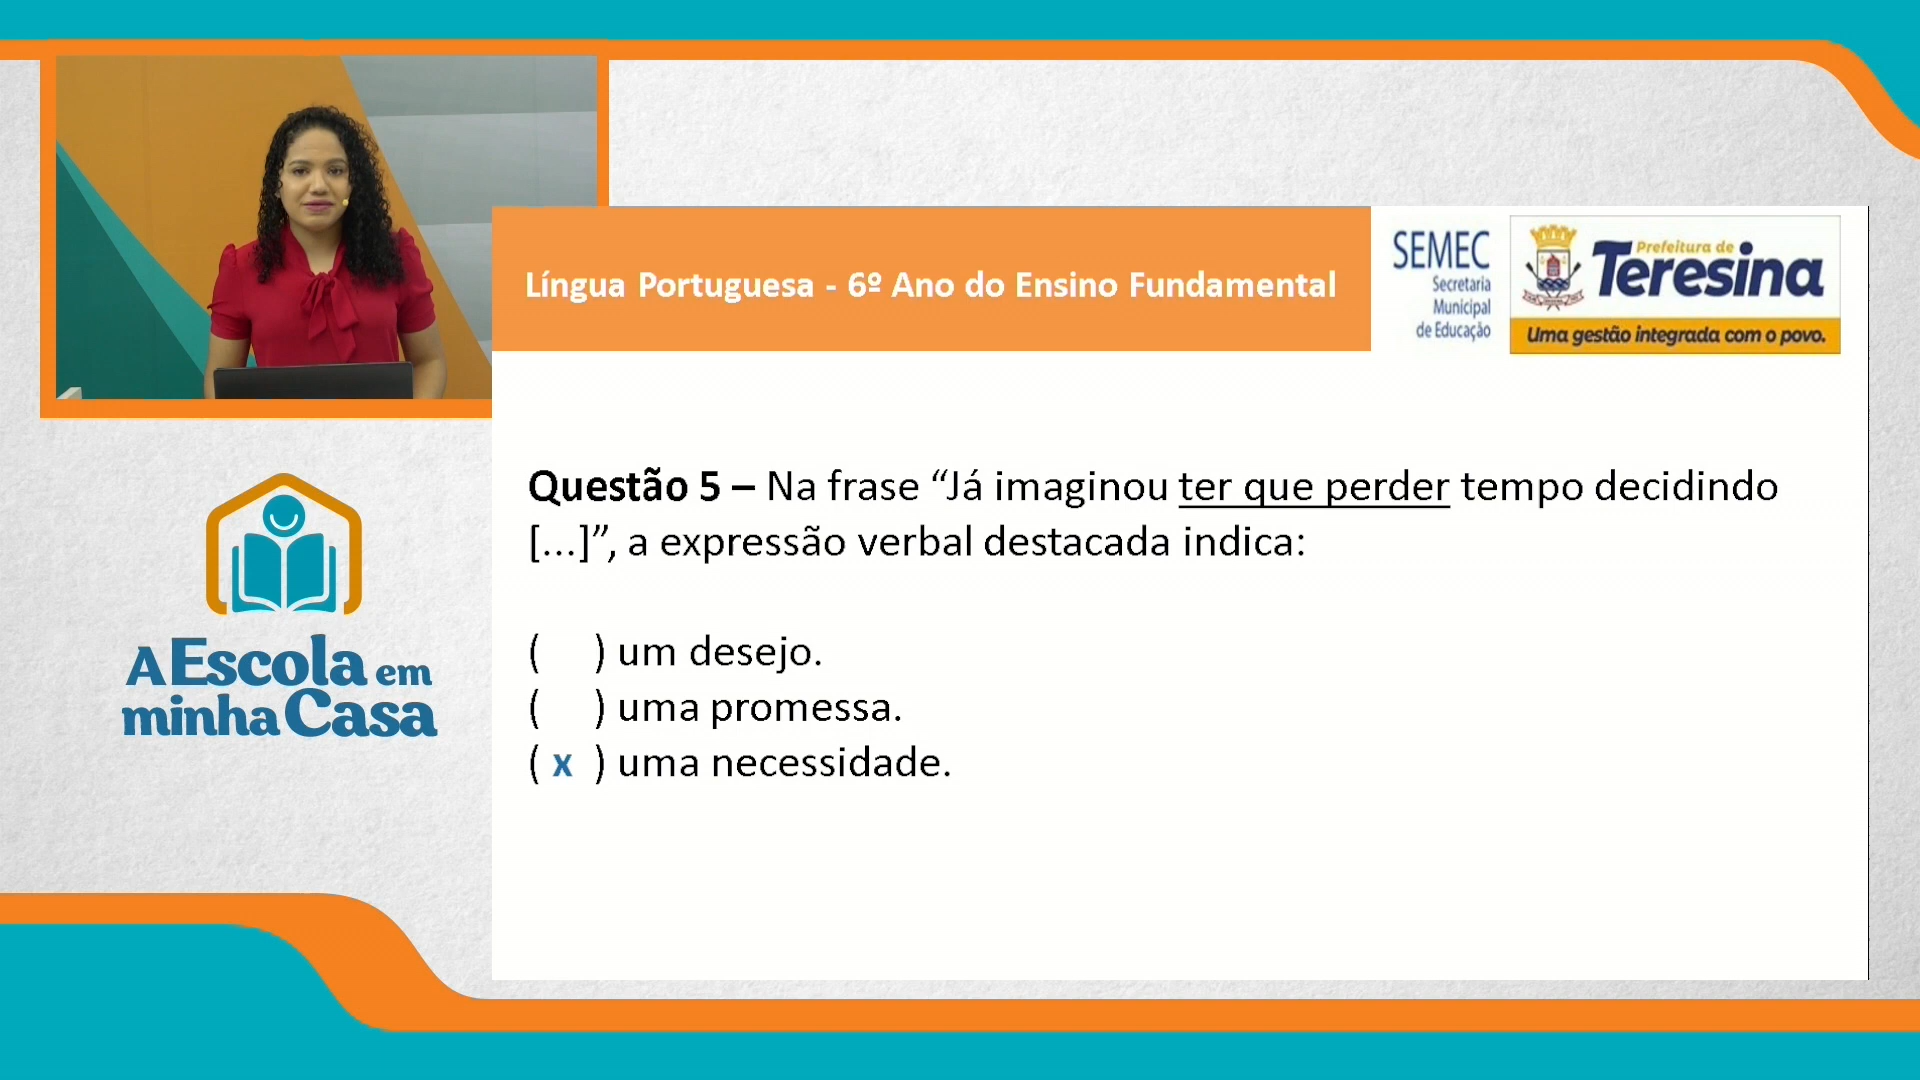 Língua Portuguesa - 6º Ano do Ensino Fundamental
SEMEC
Secretaria
Municipal
de Educação
Prefeitura de
Teresina
Uma gestão integrada com o povo.
Questão 5 – Na frase “Já imaginou ter que perder tempo decidindo
[...]”, a expressão verbal destacada indica:
( ) um desejo.
( ) uma promessa.
( x ) uma necessidade.
A Escola em
minha Casa